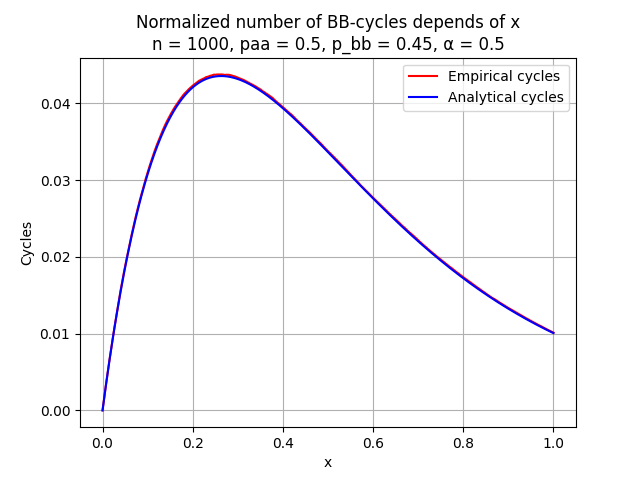 Normalized number of BB-cycles depends of x
n = 1000, paa = 0.5, p_bb = 0.45, α = 0.5
Empirical cycles
Analytical cycles
Cycles
0.04
0.03
0.02
0.01
0.00
0.0 0.2 0.4 0.6 0.8 1.0
x